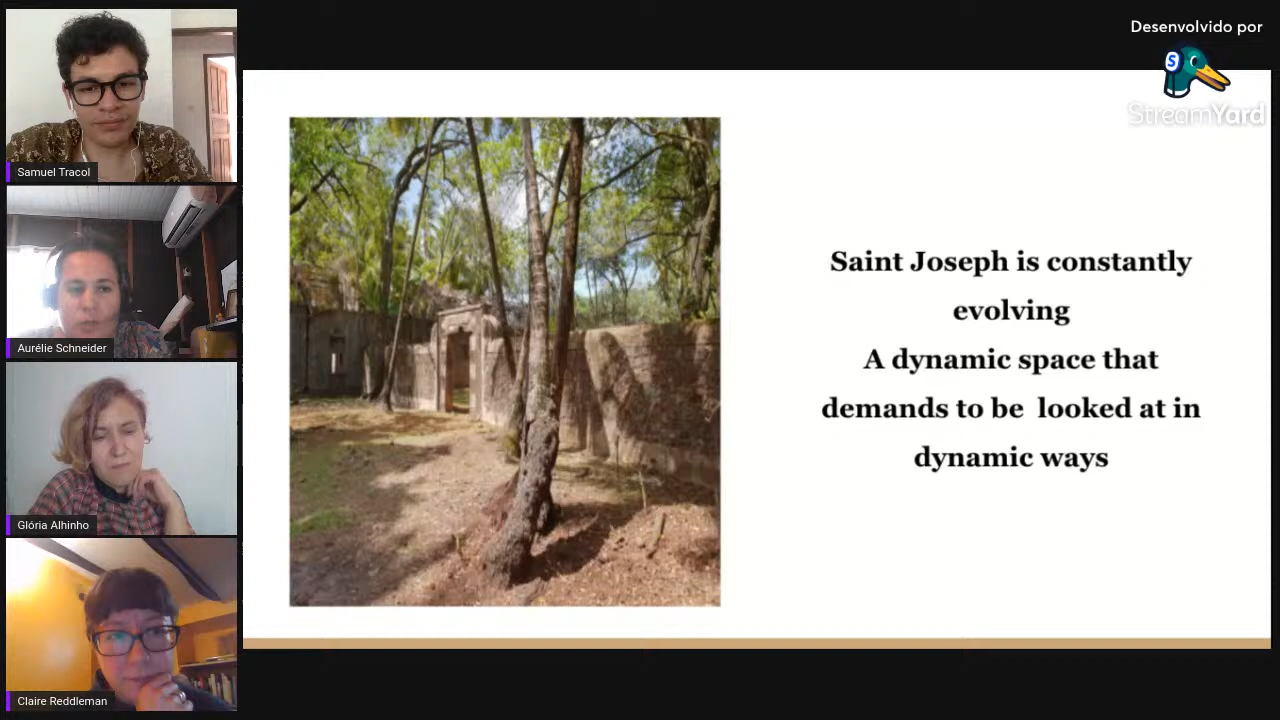 Desenvolvido por
StreamYard
Samuel Tracol
Aurélie Schneider
Glória Alhinho
Claire Reddleman
Saint Joseph is constantly
evolving
A dynamic space that
demands to be looked at in
dynamic ways